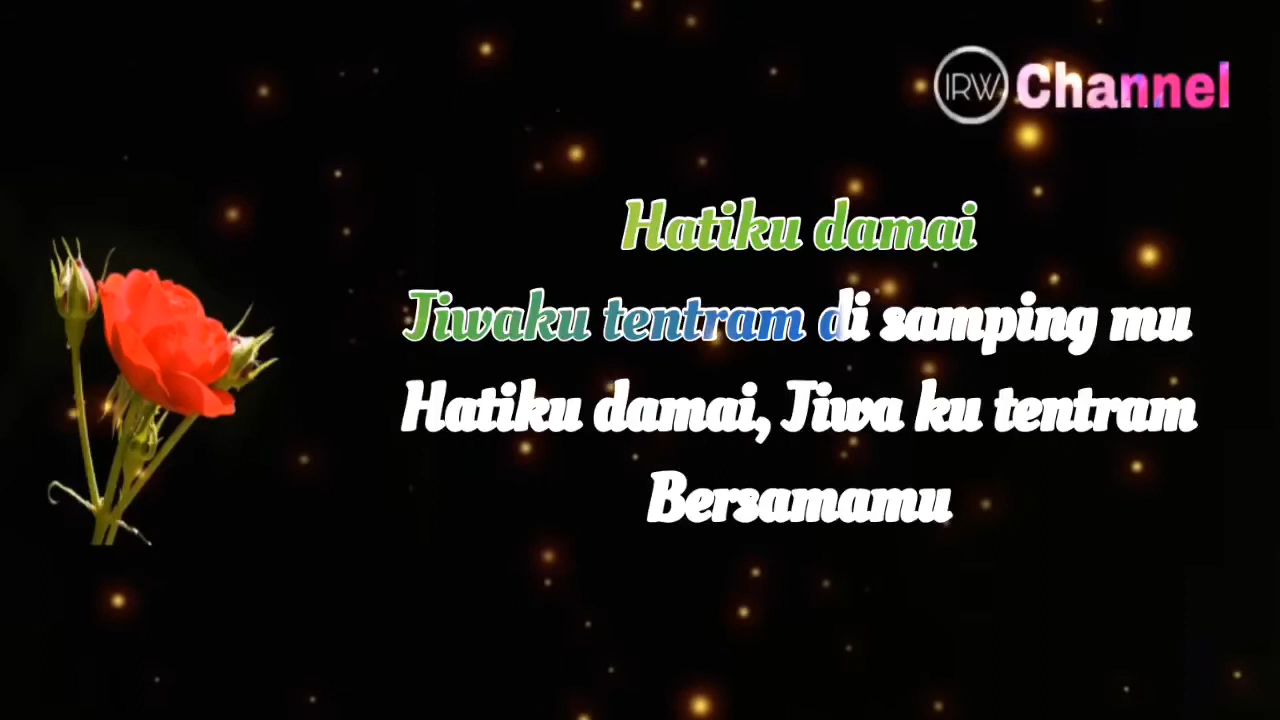 IRW Channel
Hatiku damai
Jiwaku tentram di samping mu
Hatiku damai, Jiwa ku tentram
Bersamamu